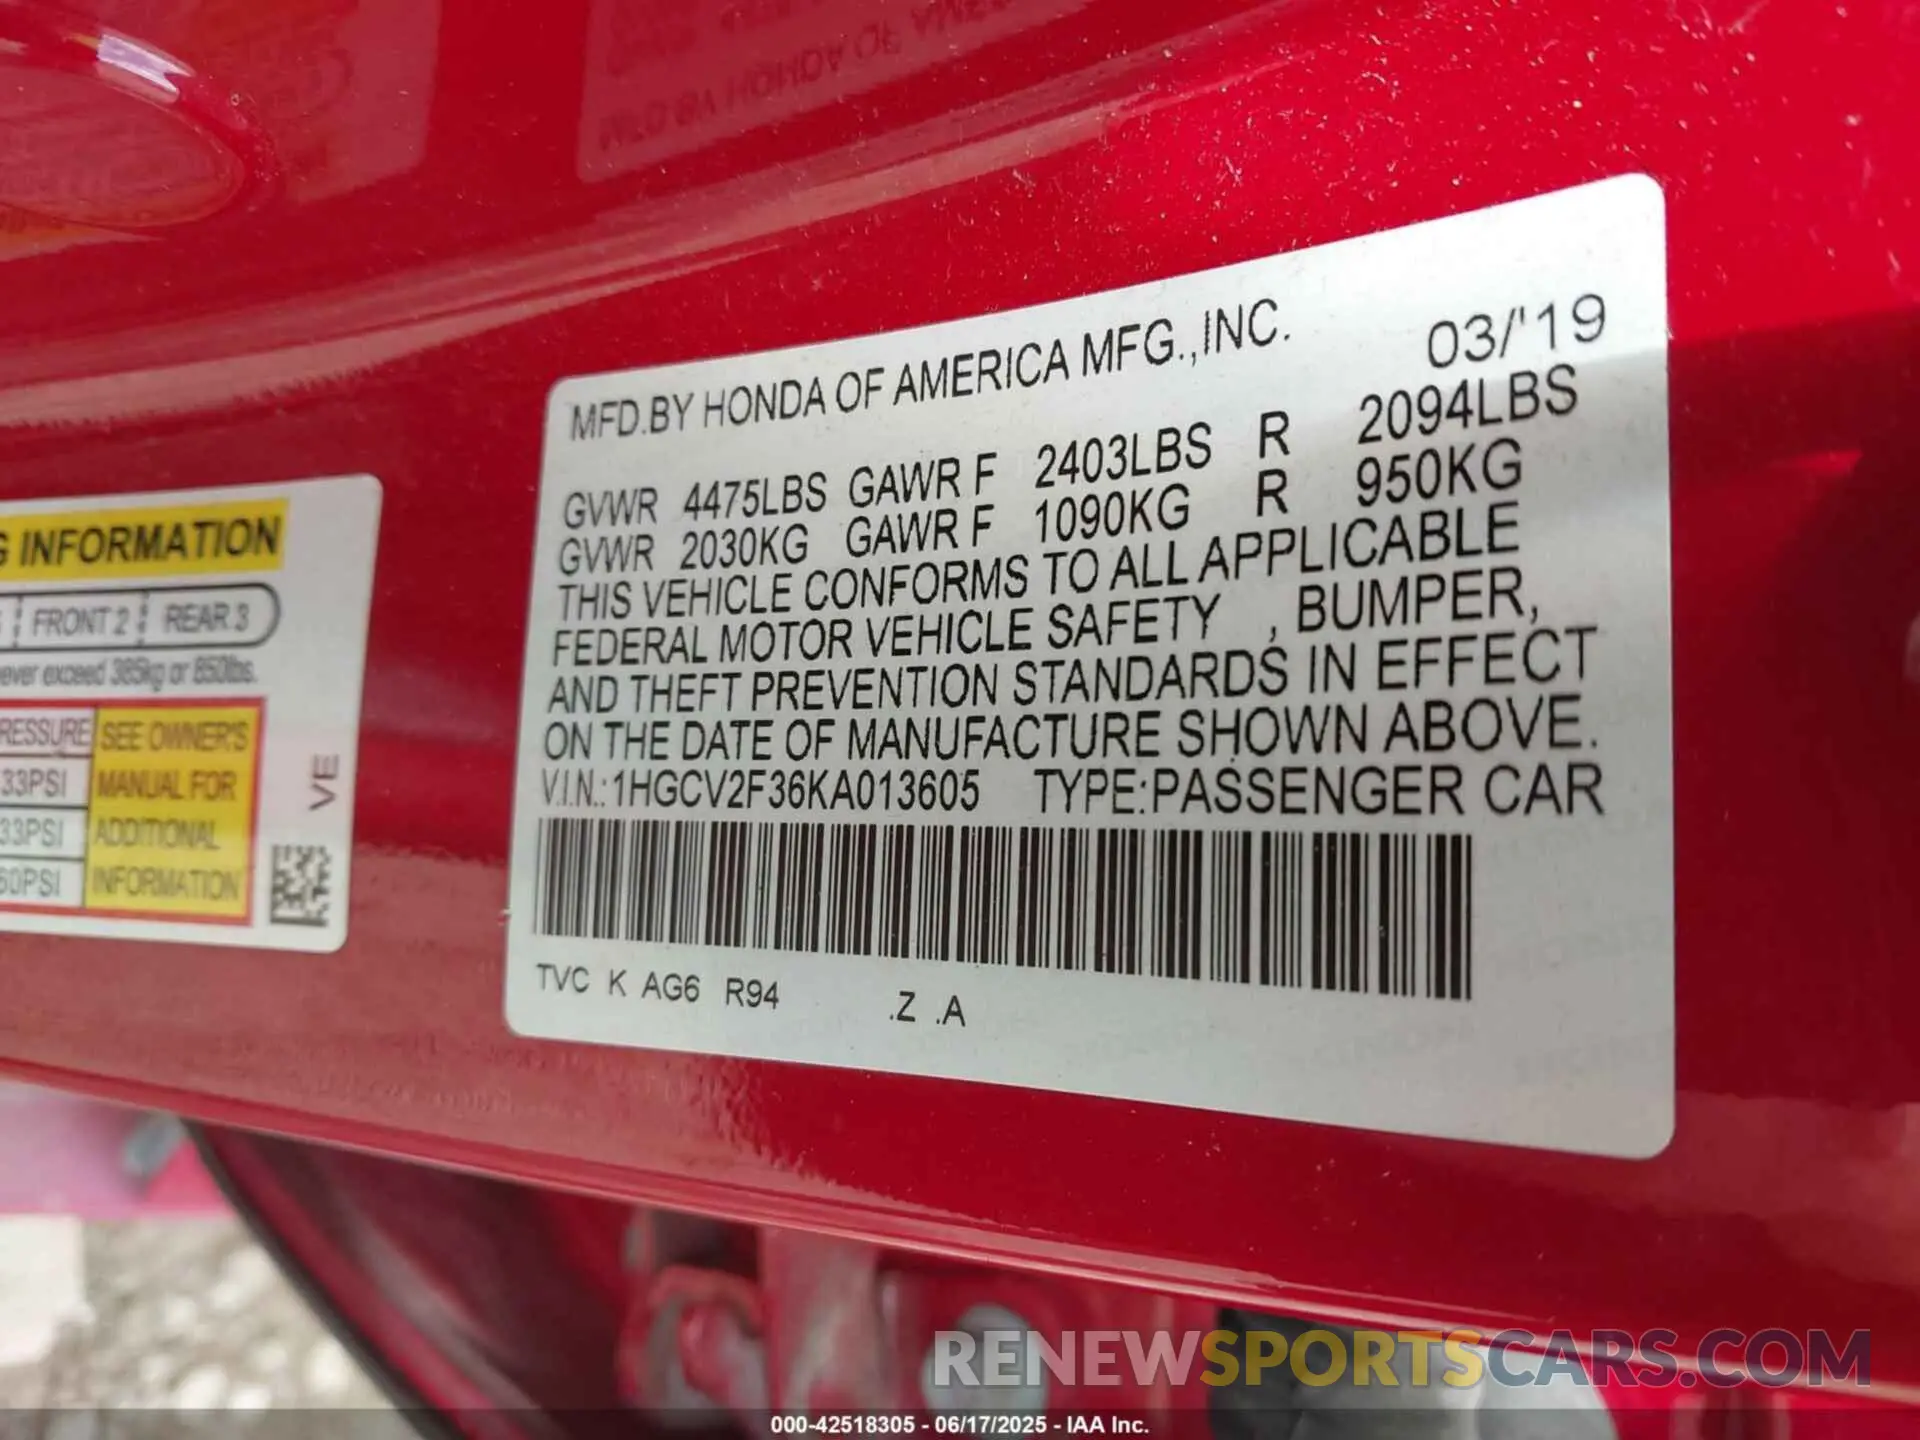 MFD.BY HONDA OF AMERICA MFG.,INC. 03/'19
GVWR 4475LBS GAWR F 2403LBS R 2094LBS
GVWR 2030KG GAWR F 1090KG R 950KG
THIS VEHICLE CONFORMS TO ALL APPLICABLE
FEDERAL MOTOR VEHICLE SAFETY , BUMPER,
AND THEFT PREVENTION STANDARDS IN EFFECT
ON THE DATE OF MANUFACTURE SHOWN ABOVE.
V.I.N.:1HGCV2F36KA013605 TYPE:PASSENGER CAR
TVC K AG6 R94 .Z .A
INFORMATION
FRONT 2 REAR 3
exceed 385kg or 850lbs.
SEE OWNER'S
33PSI MANUAL FOR
33PSI ADDITIONAL
60PSI INFORMATION
VE
RENEWSPORTSCARS.COM
000-42518305 - 06/17/2025 - IAA Inc.